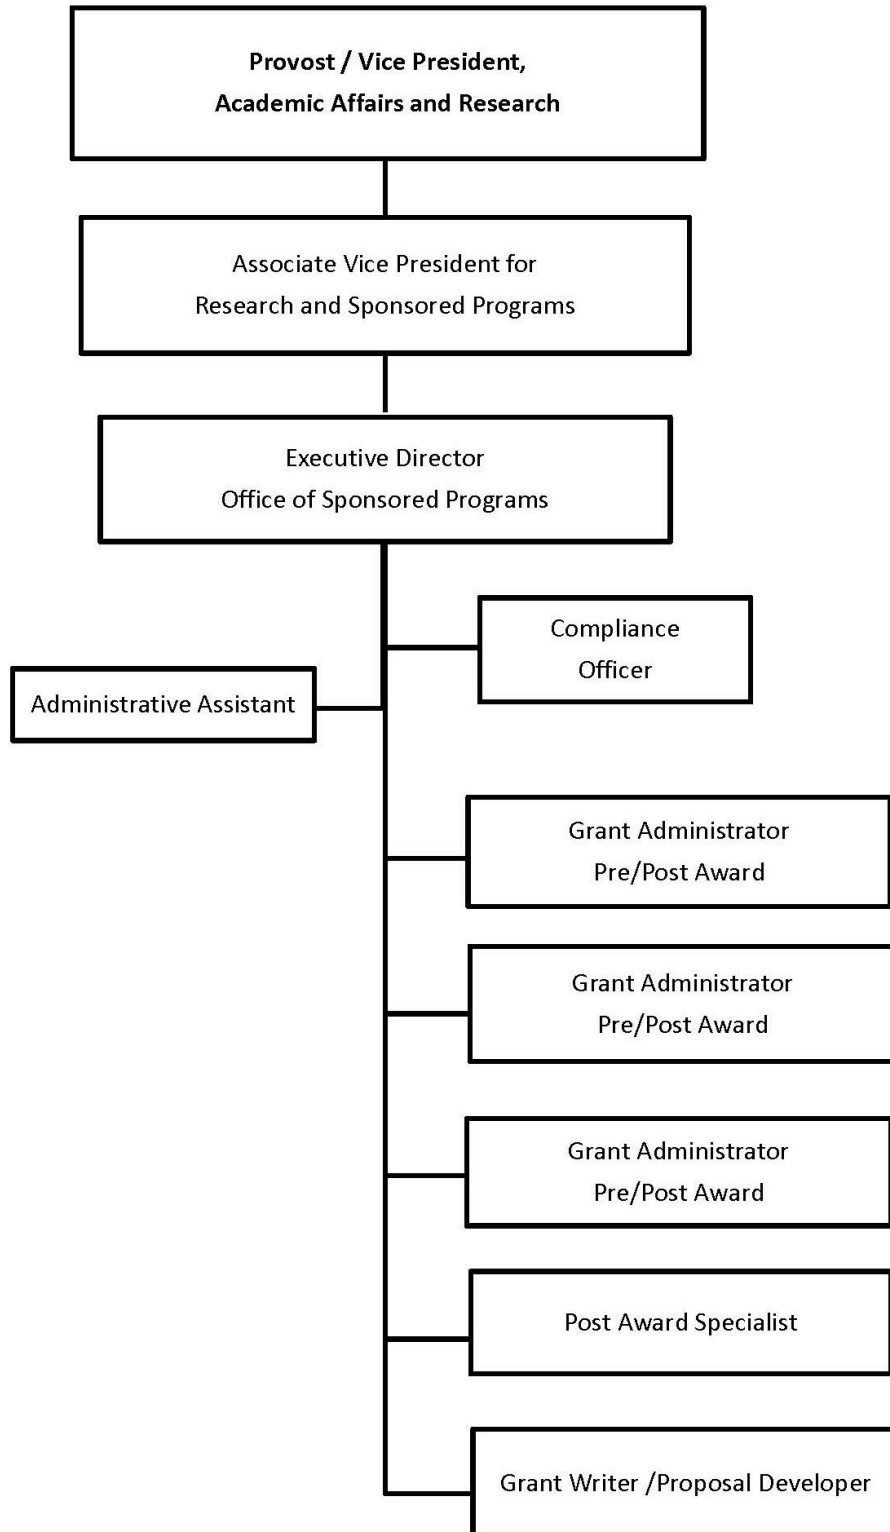 Provost / Vice President,
Academic Affairs and Research
Associate Vice President for
Research and Sponsored Programs
Executive Director
Office of Sponsored Programs
Compliance
Officer
Administrative Assistant
Grant Administrator
Pre/Post Award
Grant Administrator
Pre/Post Award
Grant Administrator
Pre/Post Award
Post Award Specialist
Grant Writer /Proposal Developer